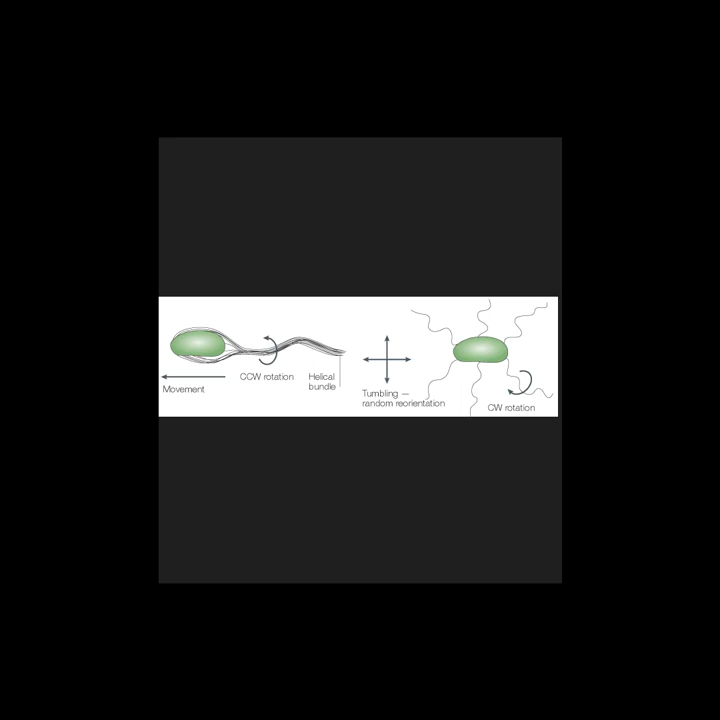 Movement
CCW rotation
Helical
bundle
Tumbling —
random reorientation
CW rotation